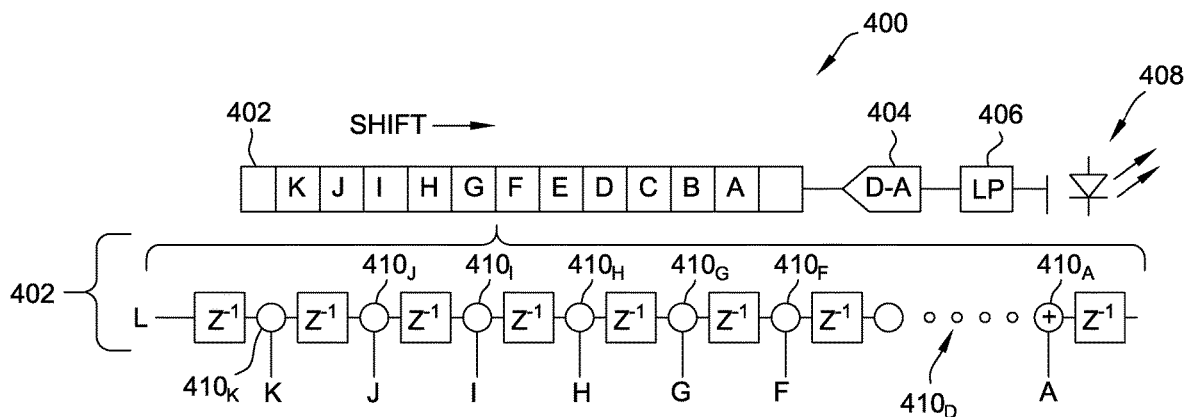 400
408
402
SHIFT
404
406
K J I H G F E D C B A
D-A
LP
402
410J
410I
410H
410G
410F
410A
L Z-1 Z-1 Z-1 Z-1 Z-1 Z-1 Z-1 + Z-1
410K
K
J
I
H
G
F
410D
A